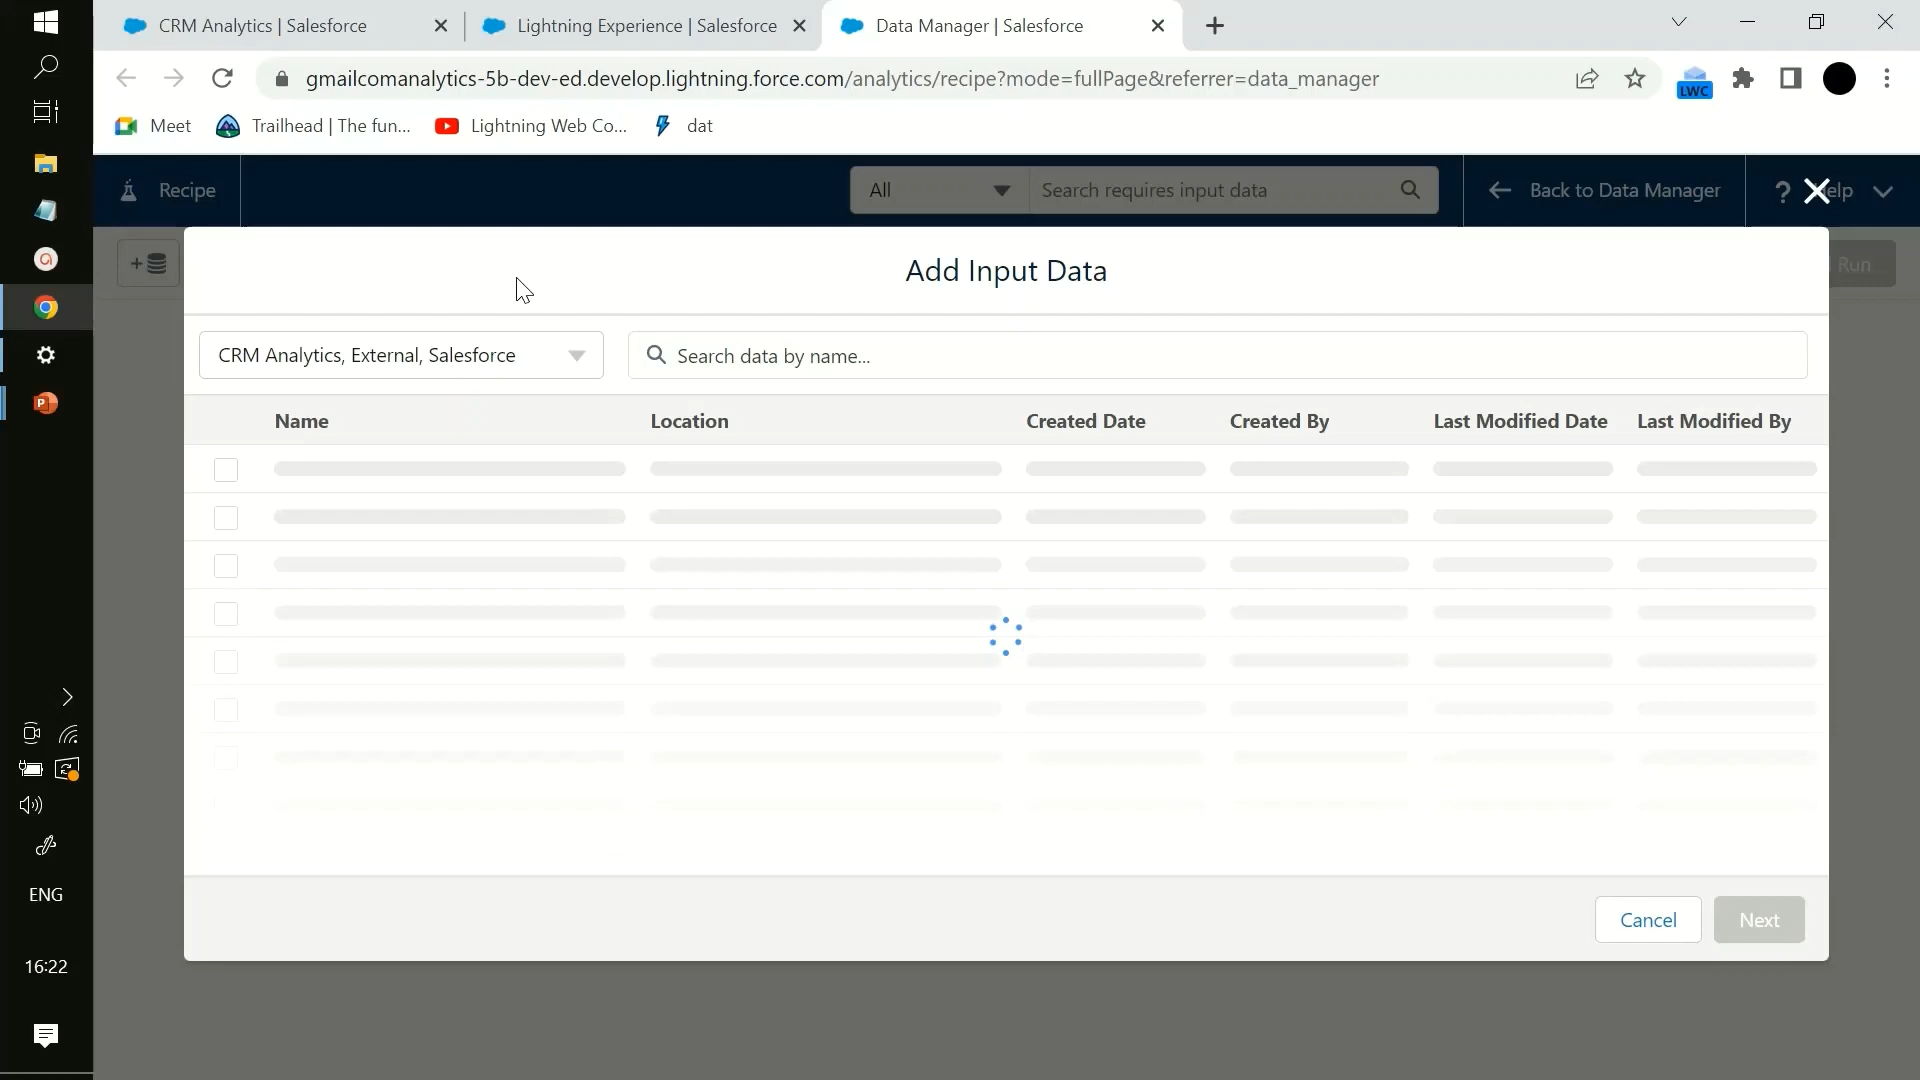 CRM Analytics | Salesforce
Lightning Experience | Salesforce
Data Manager | Salesforce
gmailcomanalytics-5b-dev-ed.develop.lightning.force.com/analytics/recipe?mode=fullPage&referrer=data_manager
LWC
Meet
Trailhead | The fun...
Lightning Web Co...
dat
Recipe
All
Search requires input data
Back to Data Manager
? elp
Run
Add Input Data
CRM Analytics, External, Salesforce
Search data by name...
Name
Location
Created Date
Created By
Last Modified Date
Last Modified By
Cancel
Next
P
ENG
16:22